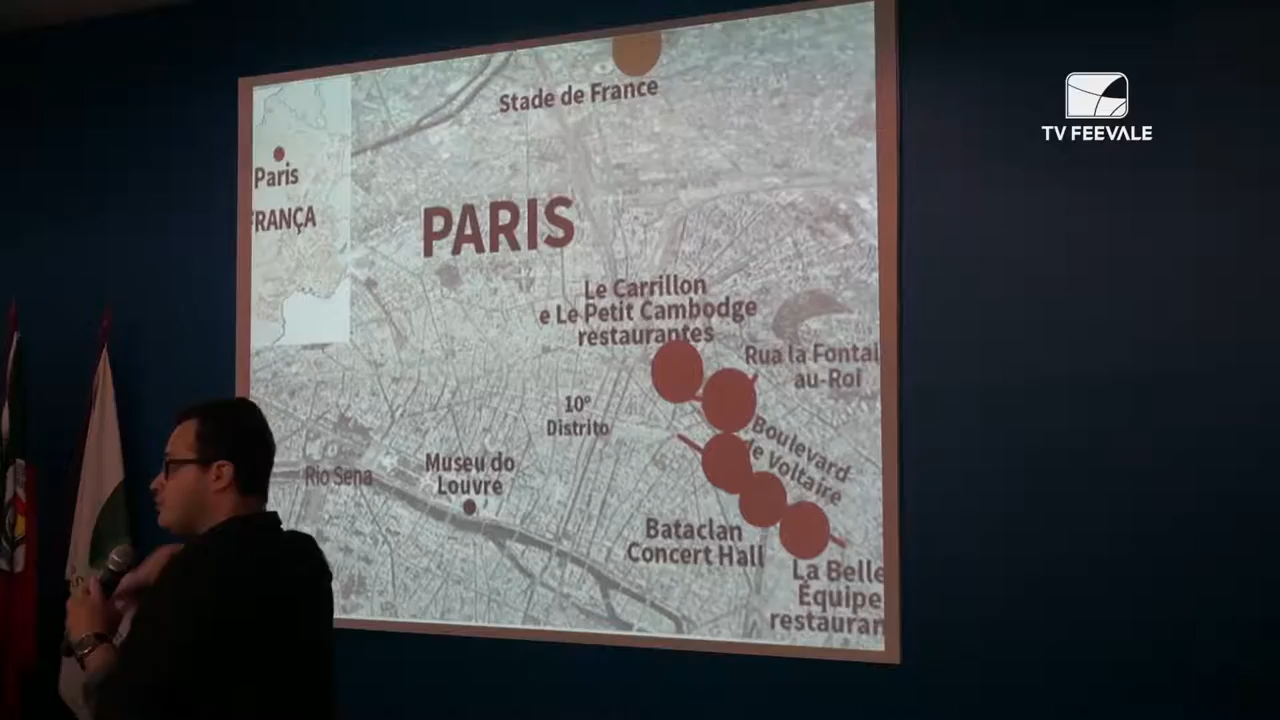 TV FEEVALE
Stade de France
Paris
FRANÇA
PARIS
Le Carrillon
e Le Petit Cambodge
restaurantes
Rua la Fontai
au-Roi
10º
Distrito
Boulevard
de Voltaire
Rio Sena
Museu do
Louvre
Bataclan
Concert Hall
La Belle
Équipe
restauran